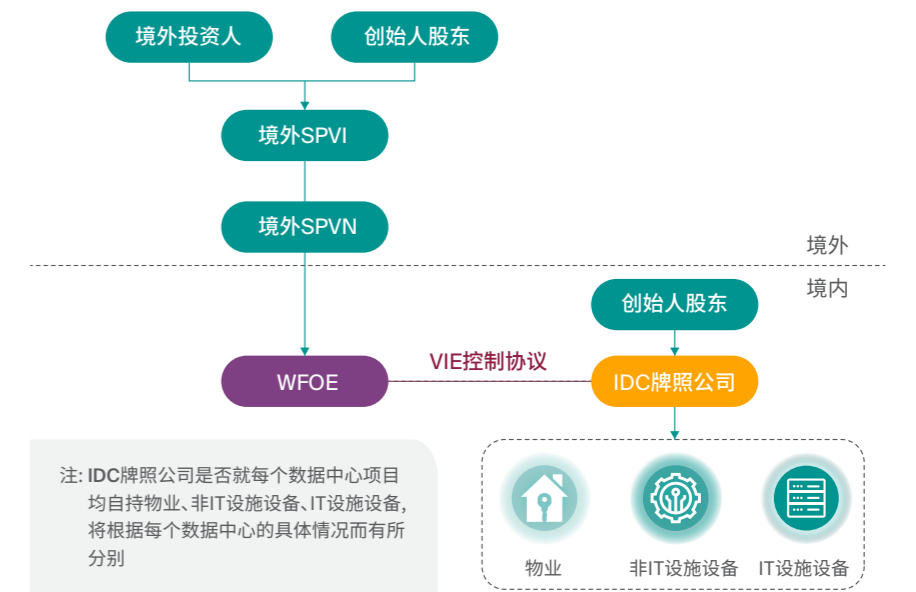 境外投资人
创始人股东
境外SPVI
境外SPVN
境外
境内
创始人股东
VIE控制协议
WFOE
IDC牌照公司
注: IDC牌照公司是否就每个数据中心项目
均自持物业、非IT设施设备、IT设施设备,
将根据每个数据中心的具体情况而有所
分别
物业
非IT设施设备
IT设施设备